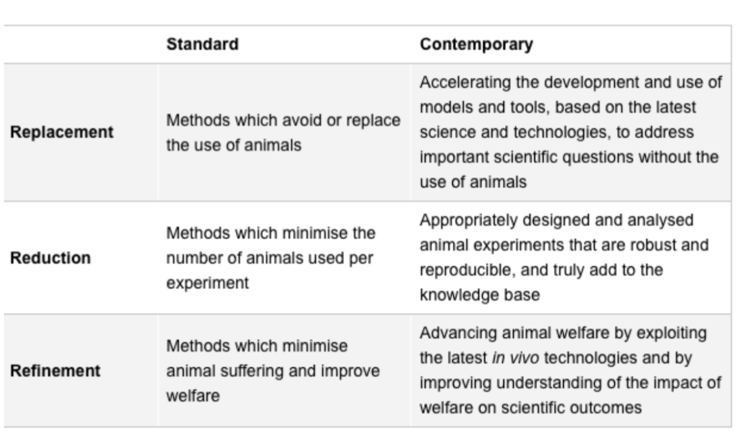 Standard Contemporary
Replacement
Methods which avoid or replace
the use of animals
Accelerating the development and use of
models and tools, based on the latest
science and technologies, to address
important scientific questions without the
use of animals
Reduction
Methods which minimise the
number of animals used per
experiment
Appropriately designed and analysed
animal experiments that are robust and
reproducible, and truly add to the
knowledge base
Refinement
Methods which minimise
animal suffering and improve
welfare
Advancing animal welfare by exploiting
the latest in vivo technologies and by
improving understanding of the impact of
welfare on scientific outcomes